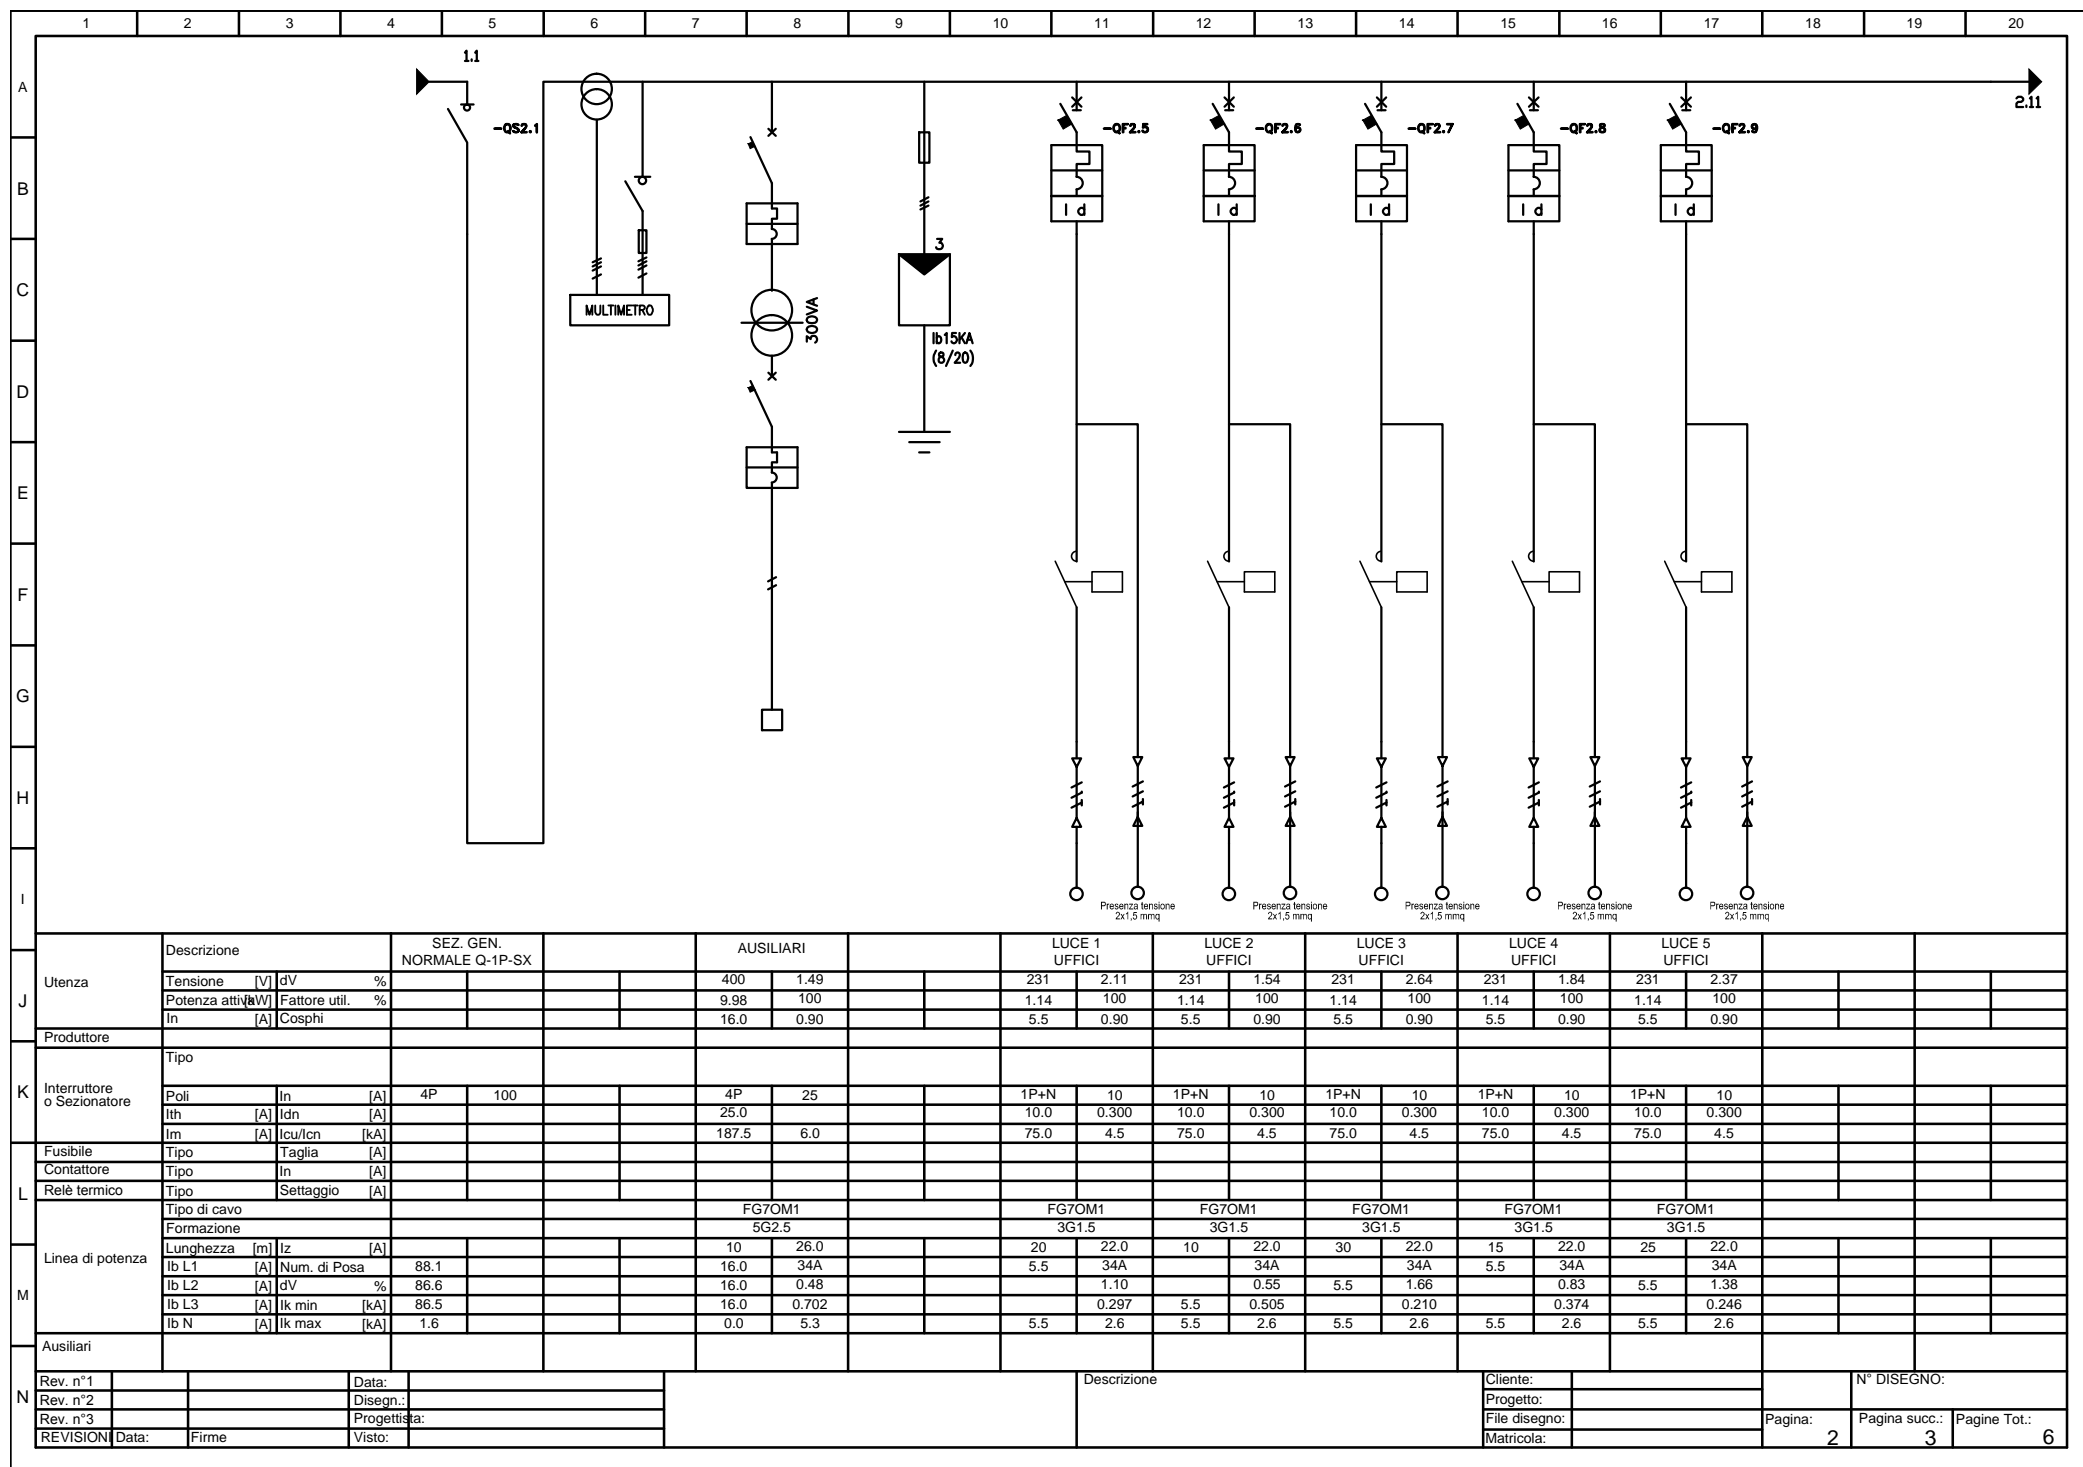 1 2 3 4 5 6 7 8 9 10 11 12 13 14 15 16 17 18 19 20
A
B
C
D
E
F
G
H
I
J
K
L
M
N
1.1
2.11
-QS2.1
-QF2.5 -QF2.6 -QF2.7 -QF2.8 -QF2.9
I d I d I d I d I d
MULTIMETRO
300VA
3
Ib15KA
(8/20)
Presenza tensione
2x1,5 mmq
Presenza tensione
2x1,5 mmq
Presenza tensione
2x1,5 mmq
Presenza tensione
2x1,5 mmq
Presenza tensione
2x1,5 mmq
Utenza
Descrizione
SEZ. GEN.
NORMALE Q-1P-SX
AUSILIARI
LUCE 1
UFFICI
LUCE 2
UFFICI
LUCE 3
UFFICI
LUCE 4
UFFICI
LUCE 5
UFFICI
Tensione [V] dV % 400 1.49 231 2.11 231 1.54 231 2.64 231 1.84 231 2.37
Potenza attiva [kW] Fattore util. % 9.98 100 1.14 100 1.14 100 1.14 100 1.14 100 1.14 100
In [A] Cosphi 16.0 0.90 5.5 0.90 5.5 0.90 5.5 0.90 5.5 0.90 5.5 0.90
Produttore
Interruttore
o Sezionatore
Tipo
Poli In [A] 4P 100 4P 25 1P+N 10 1P+N 10 1P+N 10 1P+N 10 1P+N 10
Ith [A] Idn [A] 25.0 10.0 0.300 10.0 0.300 10.0 0.300 10.0 0.300 10.0 0.300
Im [A] Icu/Icn [kA] 187.5 6.0 75.0 4.5 75.0 4.5 75.0 4.5 75.0 4.5 75.0 4.5
Fusibile Tipo Taglia [A]
Contattore Tipo In [A]
Relè termico Tipo Settaggio [A]
Linea di potenza
Tipo di cavo FG7OM1 FG7OM1 FG7OM1 FG7OM1 FG7OM1 FG7OM1
Formazione 5G2.5 3G1.5 3G1.5 3G1.5 3G1.5 3G1.5
Lunghezza [m] Iz [A] 10 26.0 20 22.0 10 22.0 30 22.0 15 22.0 25 22.0
Ib L1 [A] Num. di Posa 88.1 16.0 34A 5.5 34A 34A 34A 5.5 34A 34A
Ib L2 [A] dV % 86.6 16.0 0.48 1.10 0.55 5.5 1.66 0.83 5.5 1.38
Ib L3 [A] Ik min [kA] 86.5 16.0 0.702 0.297 5.5 0.505 0.210 0.374 0.246
Ib N [A] Ik max [kA] 1.6 0.0 5.3 5.5 2.6 5.5 2.6 5.5 2.6 5.5 2.6 5.5 2.6
Ausiliari
Rev. n°1 Data:
Rev. n°2 Disegn.:
Rev. n°3 Progettista:
REVISIONI Data: Firme Visto:
Descrizione
Cliente:
Progetto:
File disegno:
Matricola:
N° DISEGNO:
Pagina: 2
Pagina succ.: 3
Pagine Tot.: 6